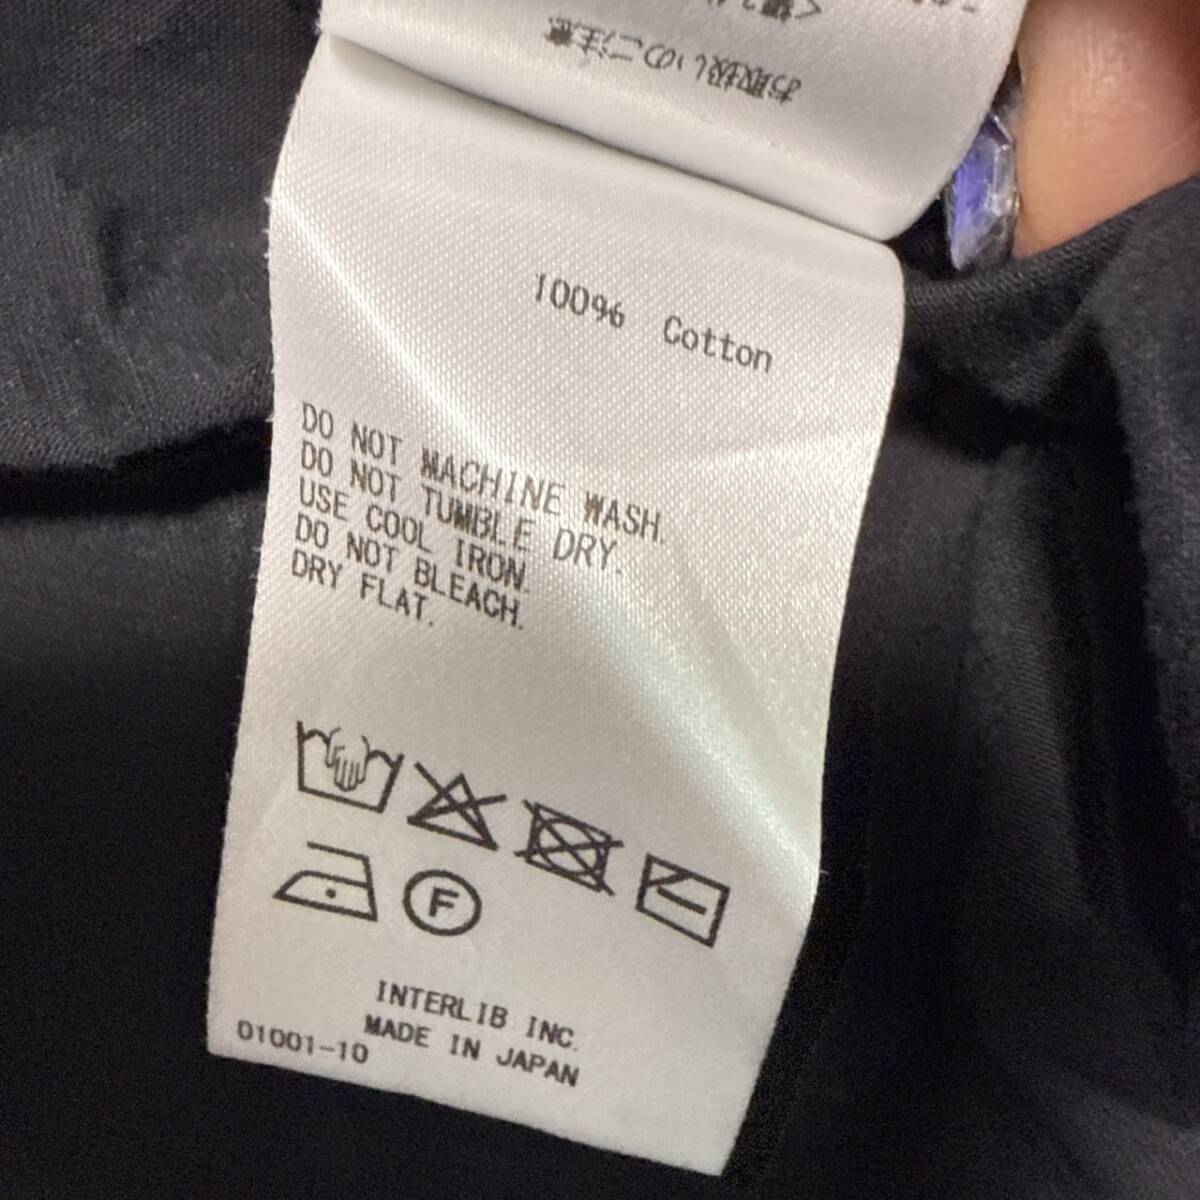 お取扱いのご注意
100% Cotton
DO NOT MACHINE WASH.
DO NOT TUMBLE DRY.
USE COOL IRON.
DO NOT BLEACH.
DRY FLAT.
F
INTERLIB INC.
MADE IN JAPAN
01001-10